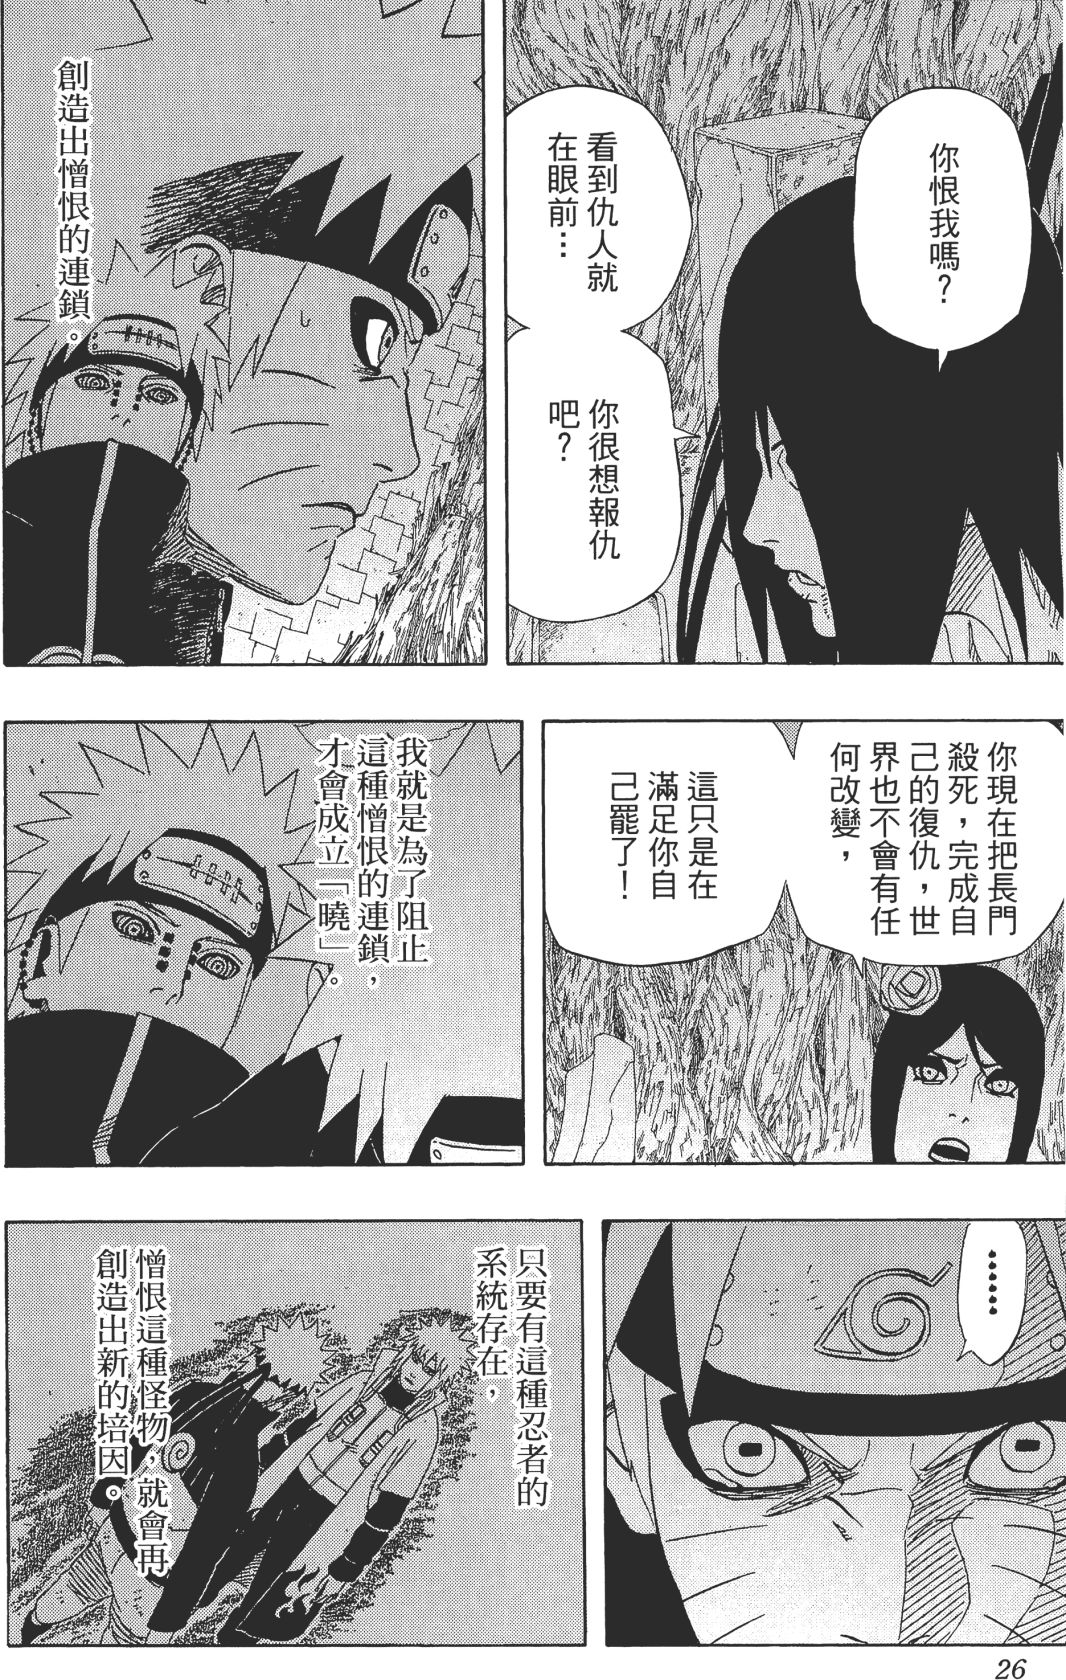 你恨我嗎？
看到仇人就
在眼前…
你很想報仇
吧？
創造出憎恨的連鎖。
你現在把長門
殺死，完成自
己的復仇，世
界也不會有任
何改變，
這只是在
滿足你自
己罷了！
我就是為了阻止
這種憎恨的連鎖，
才會成立「曉」。
……
只要有這種忍者的
系統存在，
憎恨這種怪物，就會再
創造出新的培因。
26